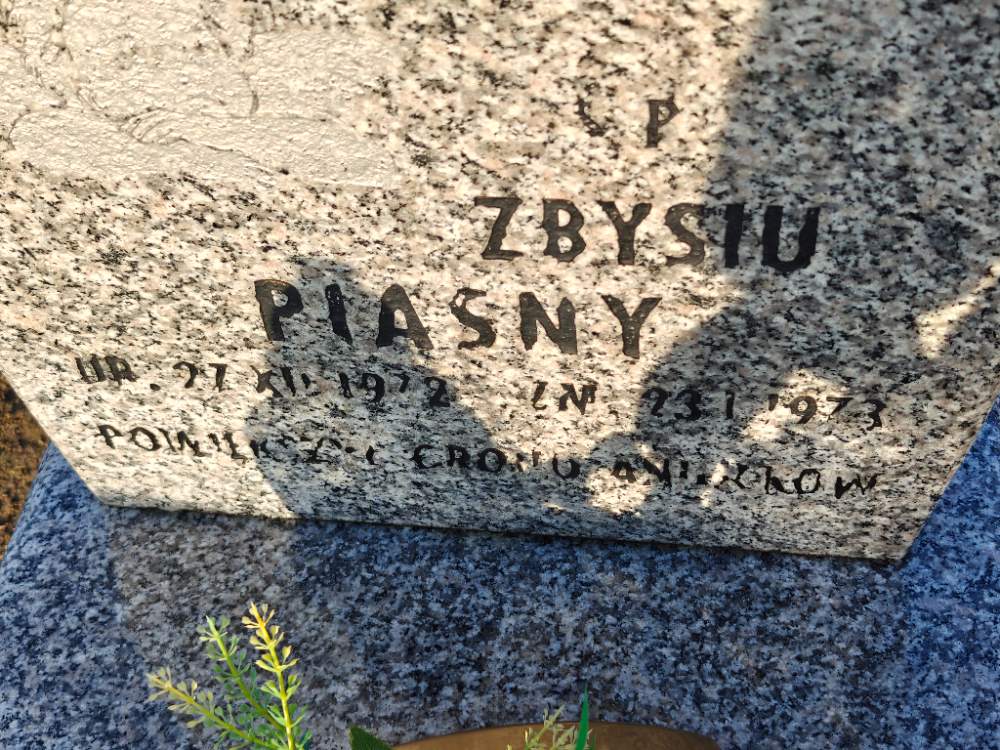 Ś P
ZBYSIU
PIASNY
UR. 27 XII 1972 ZM. 23 I 1973
POWIĘKSZYŁ GRONO ANIOŁKÓW